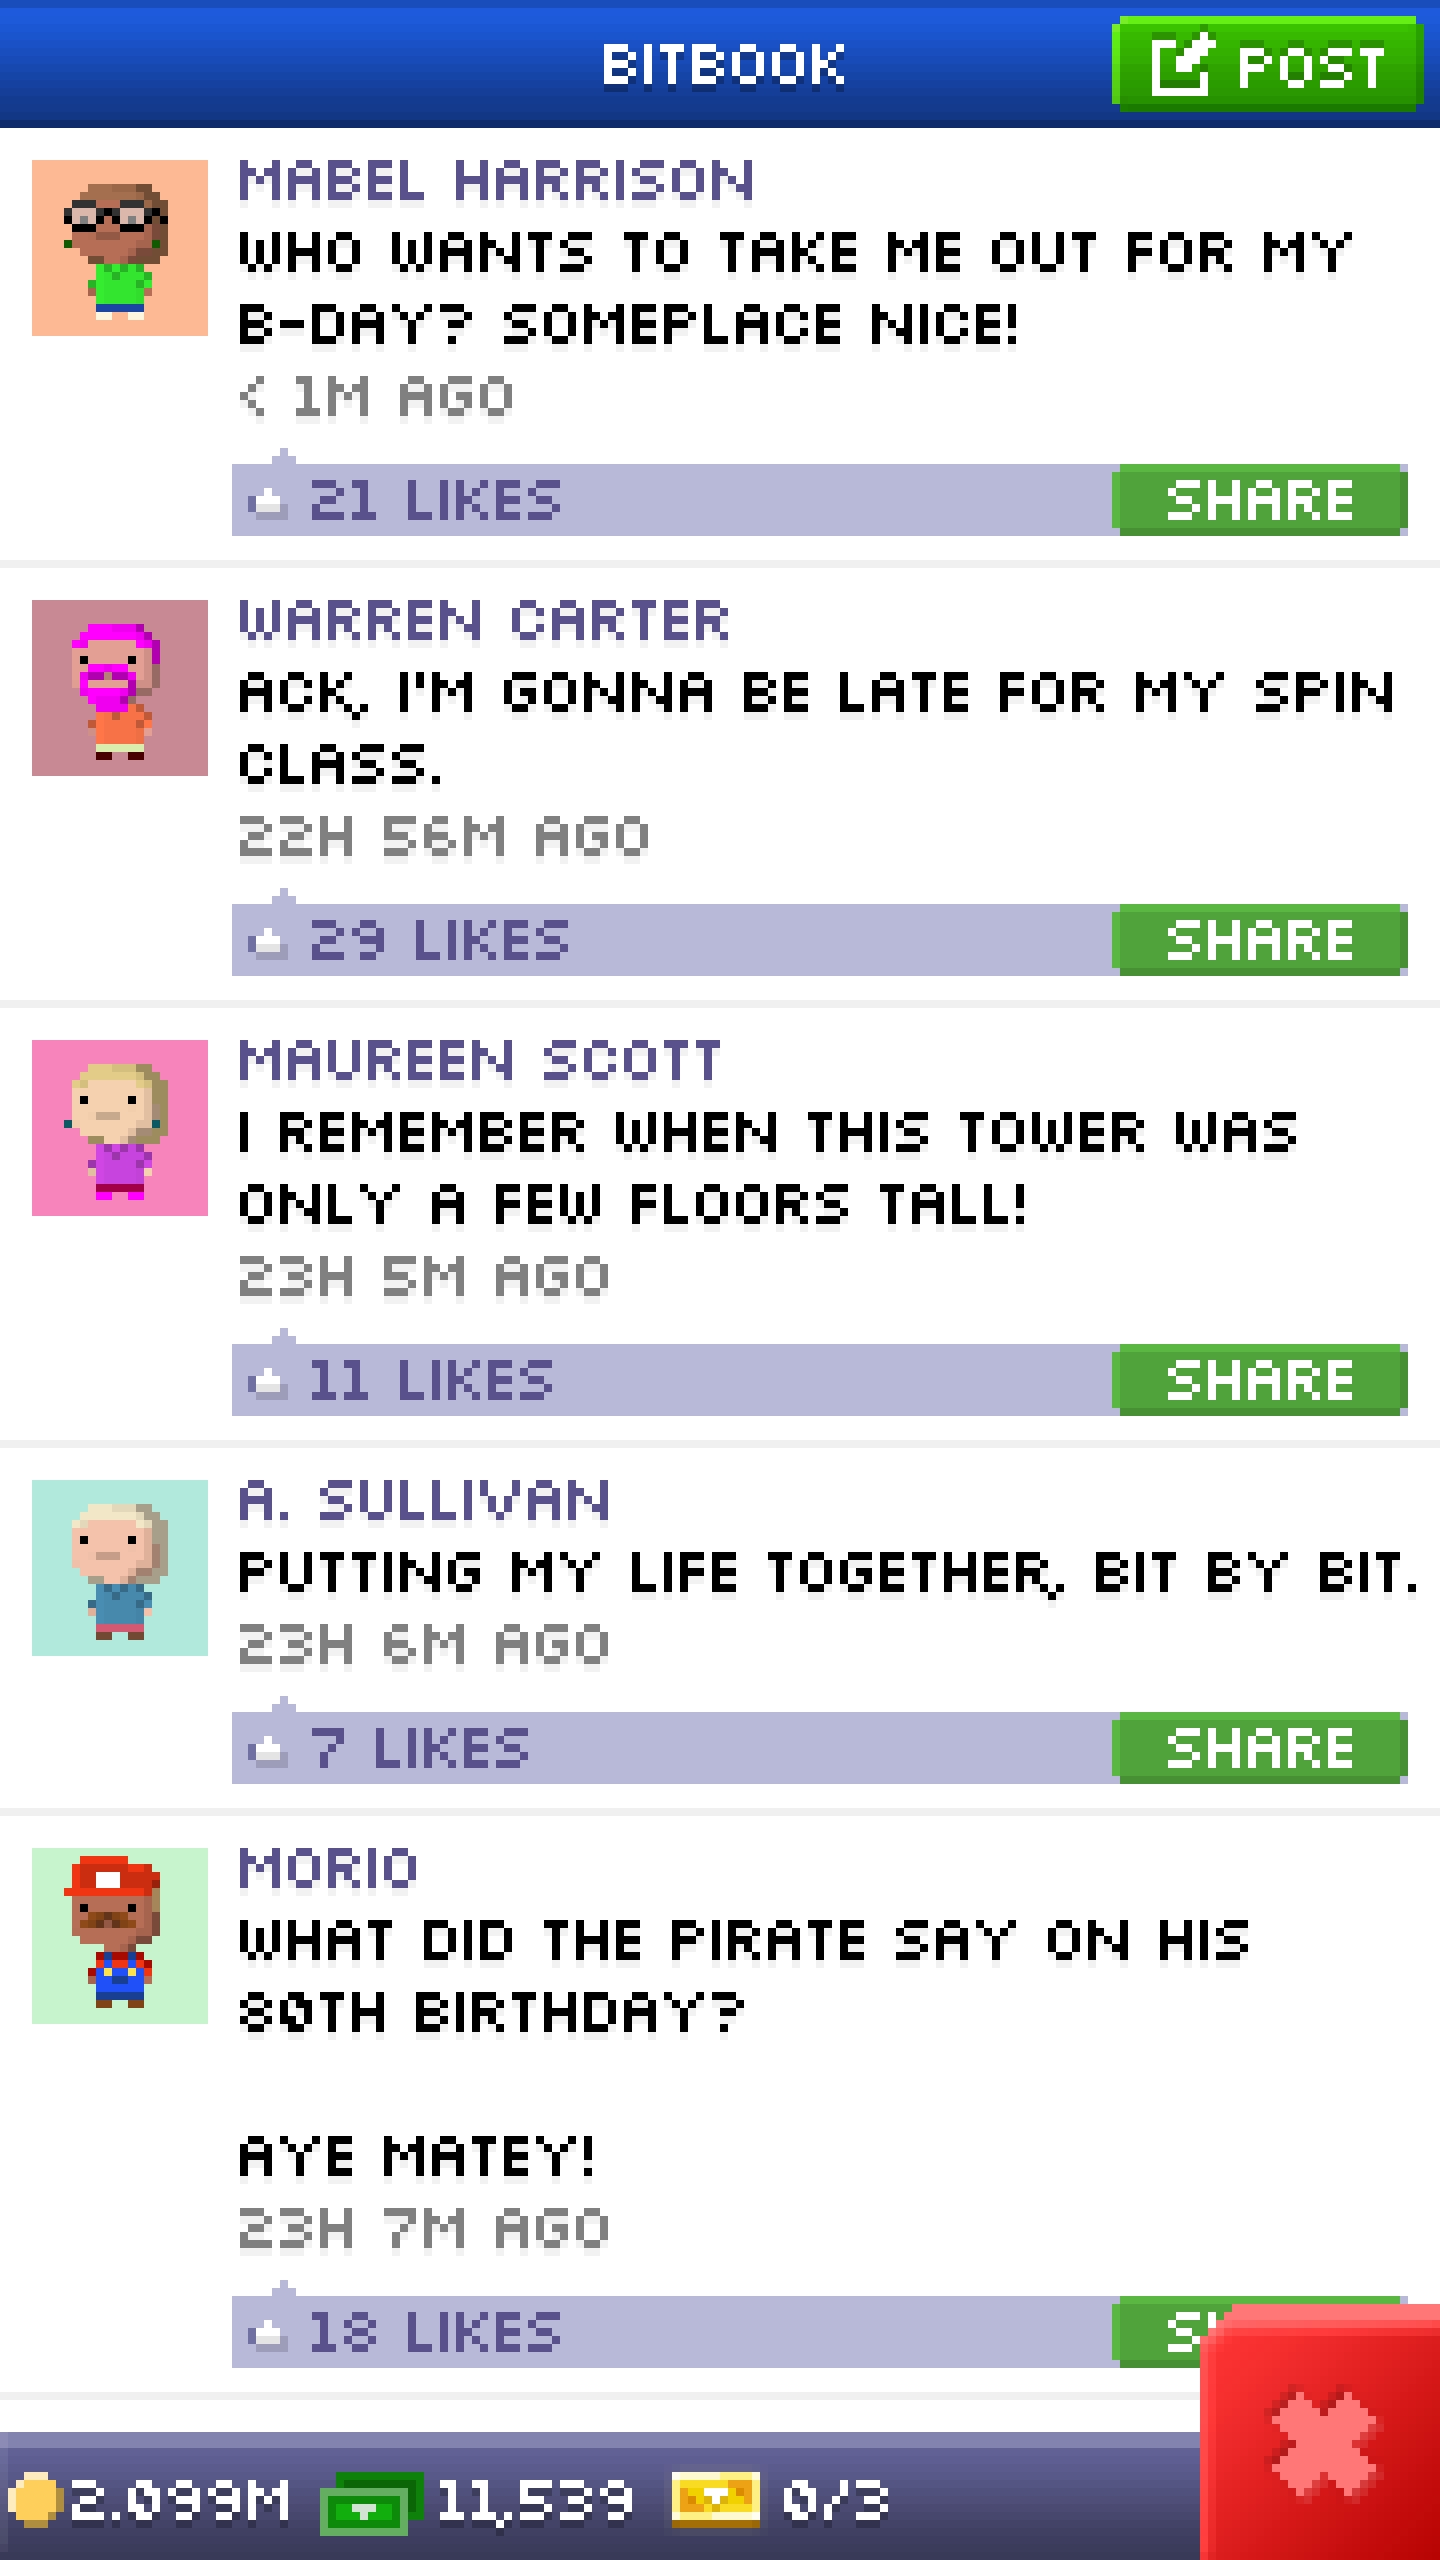 BITBOOK
POST
MABEL HARRISON
WHO WANTS TO TAKE ME OUT FOR MY
B-DAY? SOMEPLACE NICE!
< 1M AGO
21 LIKES
SHARE
WARREN CARTER
ACK, I'M GONNA BE LATE FOR MY SPIN
CLASS.
22H 56M AGO
29 LIKES
SHARE
MAUREEN SCOTT
I REMEMBER WHEN THIS TOWER WAS
ONLY A FEW FLOORS TALL!
23H 5M AGO
11 LIKES
SHARE
A. SULLIVAN
PUTTING MY LIFE TOGETHER, BIT BY BIT.
23H 6M AGO
7 LIKES
SHARE
MORIO
WHAT DID THE PIRATE SAY ON HIS
80TH BIRTHDAY?
AYE MATEY!
23H 7M AGO
18 LIKES
2.099M
11,539
0/3